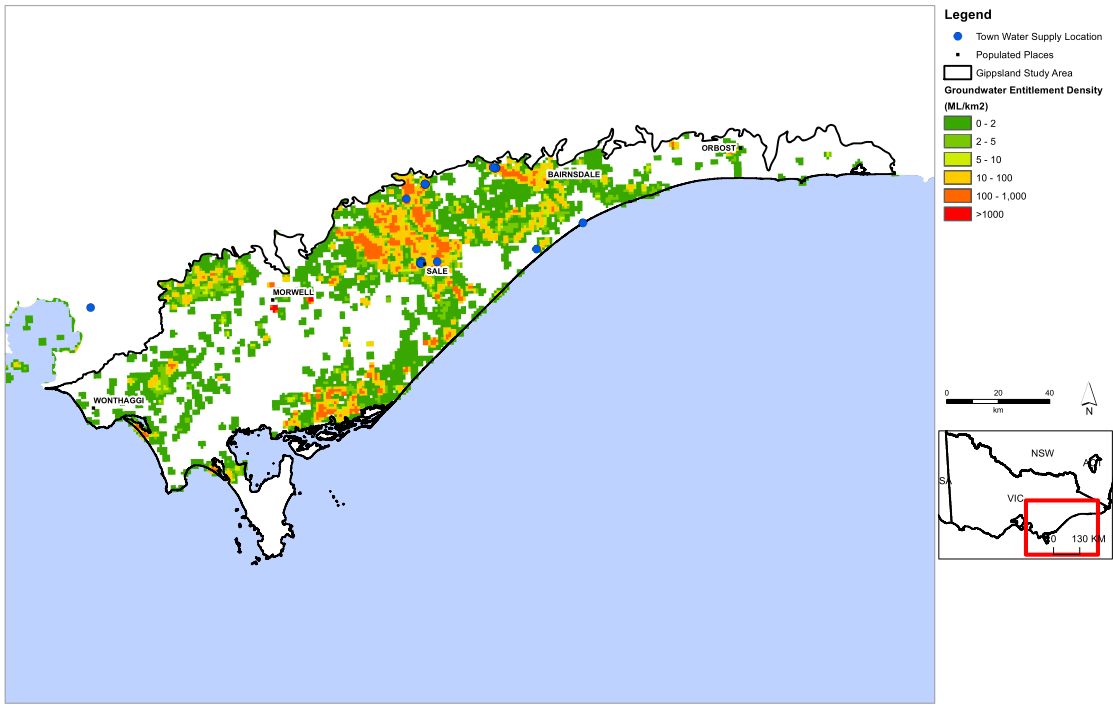 Legend
Town Water Supply Location
Populated Places
Gippsland Study Area
Groundwater Entitlement Density
(ML/km2)
0 - 2
2 - 5
5 - 10
10 - 100
100 - 1,000
>1000
ORBOST
BAIRNSDALE
SALE
MORWELL
WONTHAGGI
0 20 40
km
N
NSW
SA
VIC
130 KM